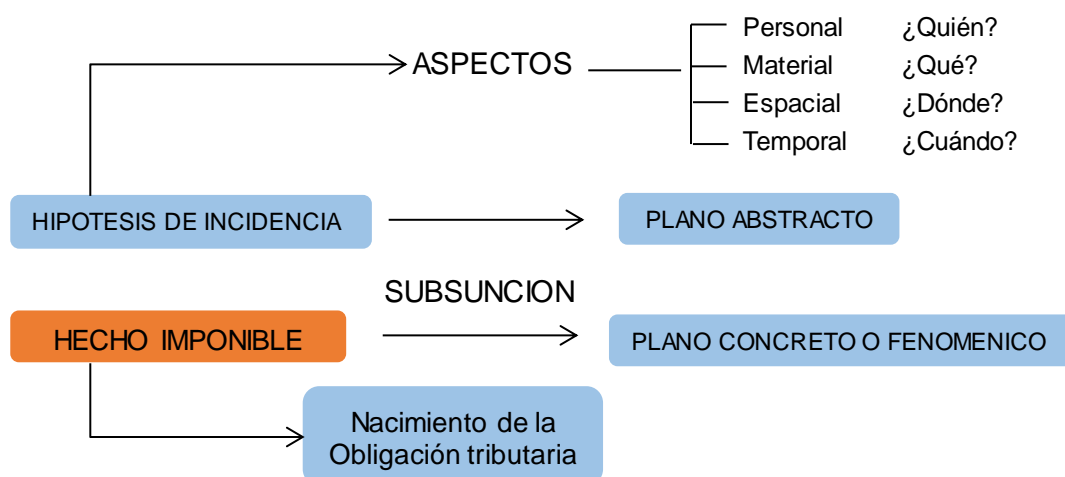 ASPECTOS
Personal ¿Quién?
Material ¿Qué?
Espacial ¿Dónde?
Temporal ¿Cuándo?
HIPOTESIS DE INCIDENCIA
PLANO ABSTRACTO
SUBSUNCION
HECHO IMPONIBLE
PLANO CONCRETO O FENOMENICO
Nacimiento de la
Obligación tributaria